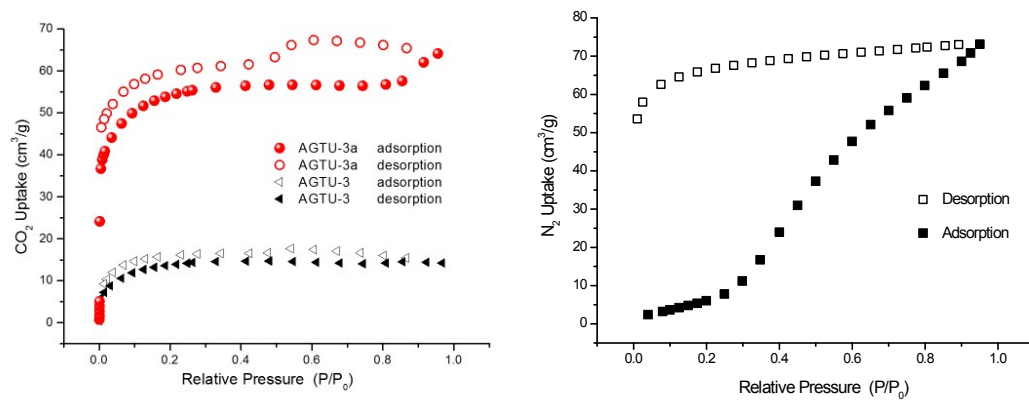 70
60
50
40
30
20
10
0
CO₂ Uptake (cm³/g)
AGTU-3a adsorption
AGTU-3a desorption
AGTU-3 adsorption
AGTU-3 desorption
0.0 0.2 0.4 0.6 0.8 1.0
Relative Pressure (P/P₀)
80
70
60
50
40
30
20
10
0
N₂ Uptake (cm³/g)
Desorption
Adsorption
0.0 0.2 0.4 0.6 0.8 1.0
Relative Pressure (P/P₀)